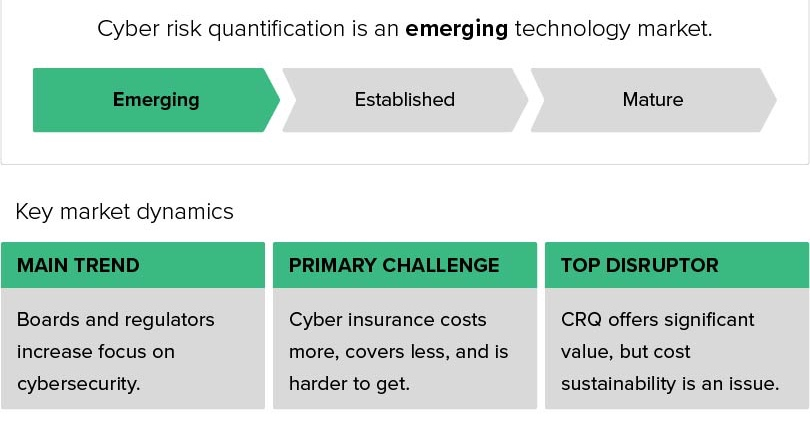 Cyber risk quantification is an emerging technology market.
Emerging
Established
Mature
Key market dynamics
MAIN TREND
Boards and regulators
increase focus on
cybersecurity.
PRIMARY CHALLENGE
Cyber insurance costs
more, covers less, and is
harder to get.
TOP DISRUPTOR
CRQ offers significant
value, but cost
sustainability is an issue.